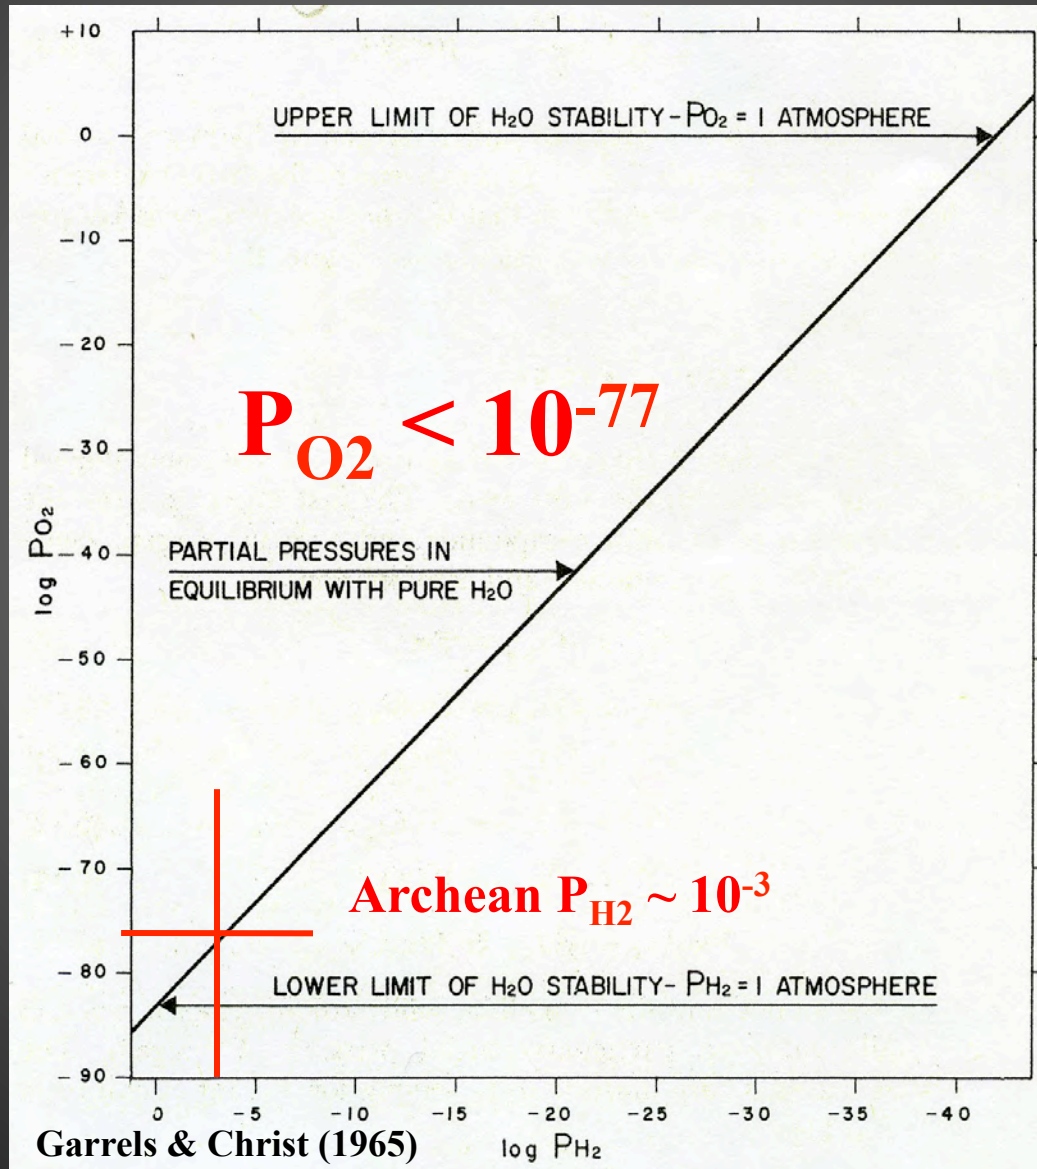 +10
UPPER LIMIT OF H2O STABILITY - PO2 = 1 ATMOSPHERE
0
-10
-20
PO2 < 10-77
-30
log PO2
-40
PARTIAL PRESSURES IN
EQUILIBRIUM WITH PURE H2O
-50
-60
-70
Archean PH2 ~ 10-3
-80
LOWER LIMIT OF H2O STABILITY - PH2 = 1 ATMOSPHERE
-90
0 -5 -10 -15 -20 -25 -30 -35 -40
Garrels & Christ (1965)
log PH2